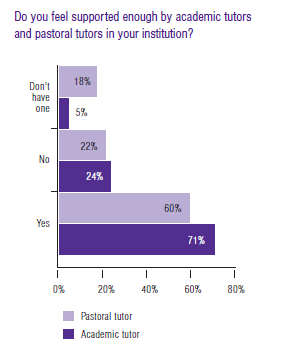 Do you feel supported enough by academic tutors
and pastoral tutors in your institution?
Don't
have
one
18%
5%
No
22%
24%
Yes
60%
71%
0% 20% 40% 60% 80%
Pastoral tutor
Academic tutor